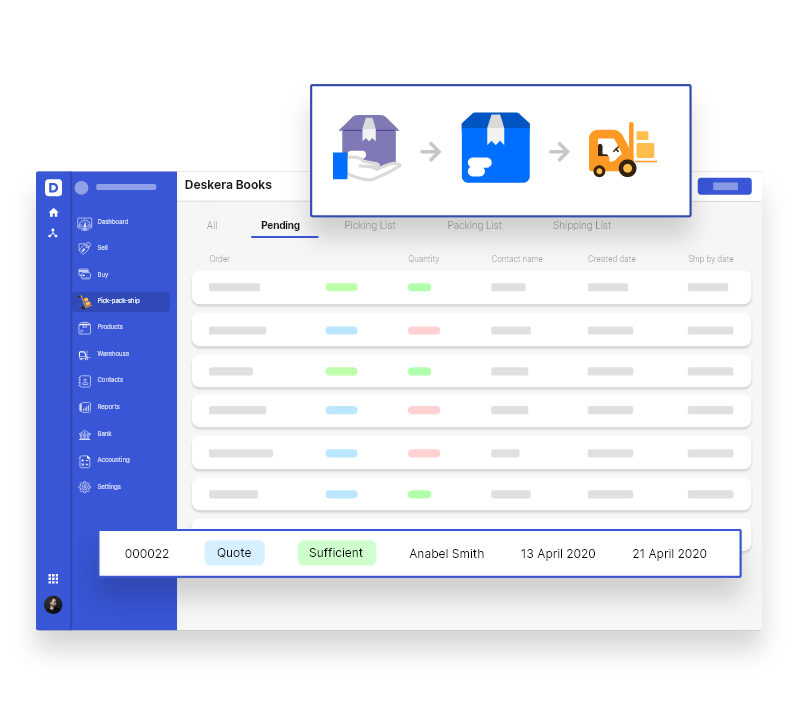 D
Deskera Books
All
Pending
Picking List
Packing List
Shipping List
Dashboard
Sell
Buy
Pick-pack-ship
Products
Warehouse
Contacts
Reports
Bank
Accounting
Settings
Order
Quantity
Contact name
Created date
Ship by date
000022
Quote
Sufficient
Anabel Smith
13 April 2020
21 April 2020